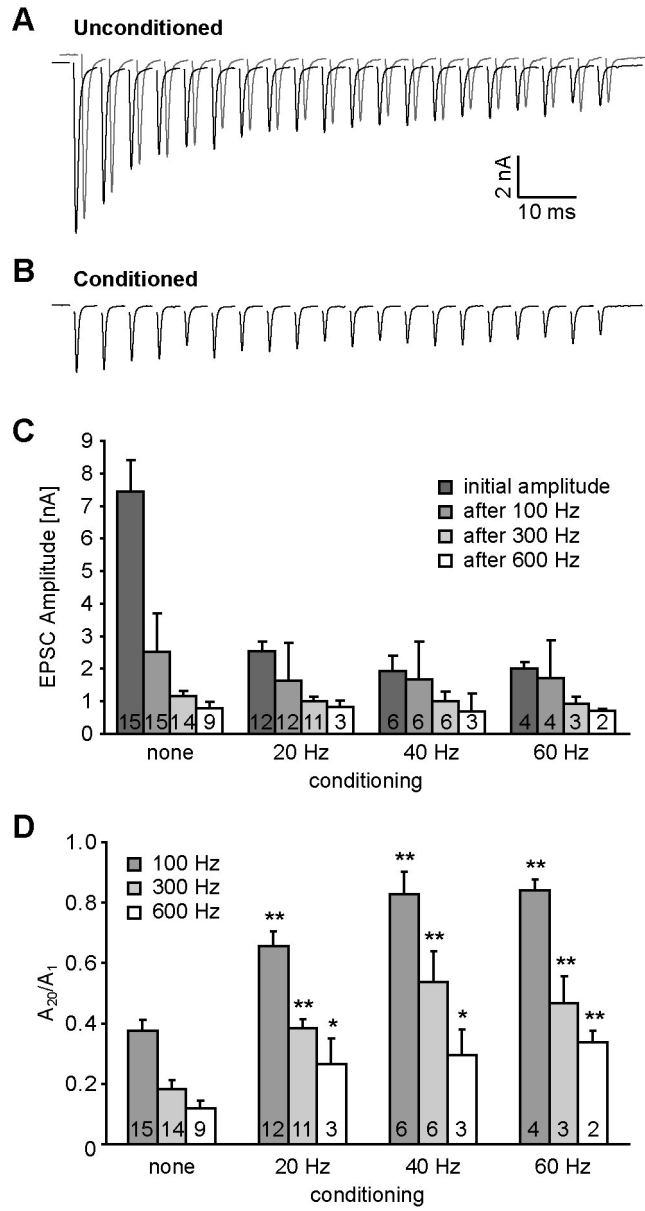 A
Unconditioned
2 nA
10 ms
B
Conditioned
C
EPSC Amplitude [nA]
9
8
7
6
5
4
3
2
1
0
initial amplitude
after 100 Hz
after 300 Hz
after 600 Hz
15 15 14 9 12 12 11 3 6 6 6 3 4 4 3 2
none 20 Hz 40 Hz 60 Hz
conditioning
D
A20/A1
1.0
0.8
0.6
0.4
0.2
0
100 Hz
300 Hz
600 Hz
** ** * ** ** * ** ** **
15 14 9 12 11 3 6 6 3 4 3 2
none 20 Hz 40 Hz 60 Hz
conditioning